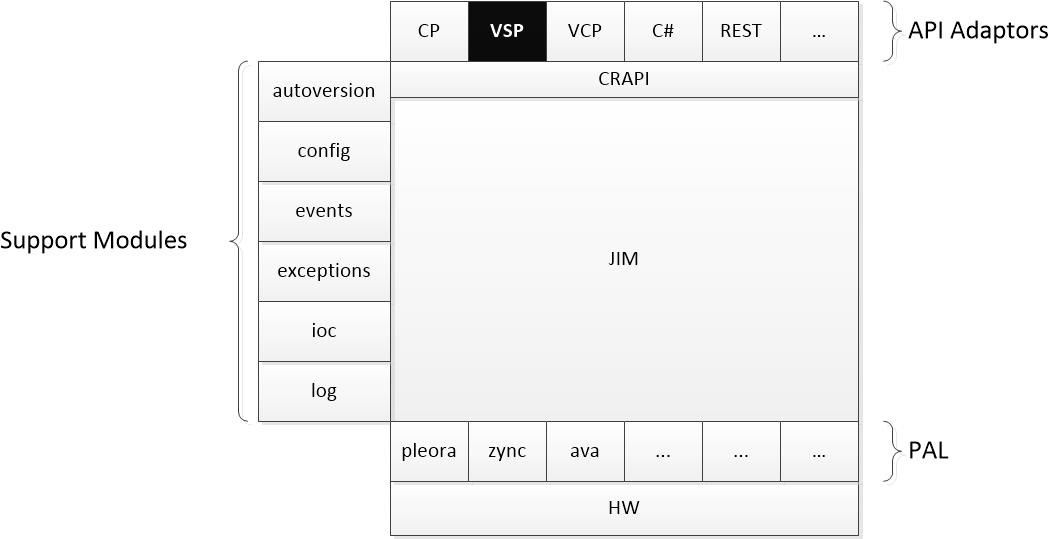 CP VSP VCP C# REST ... API Adaptors
CRAPI
autoversion
config
events
Support Modules
exceptions
JIM
ioc
log
pleora zync ava ... ... ... PAL
HW